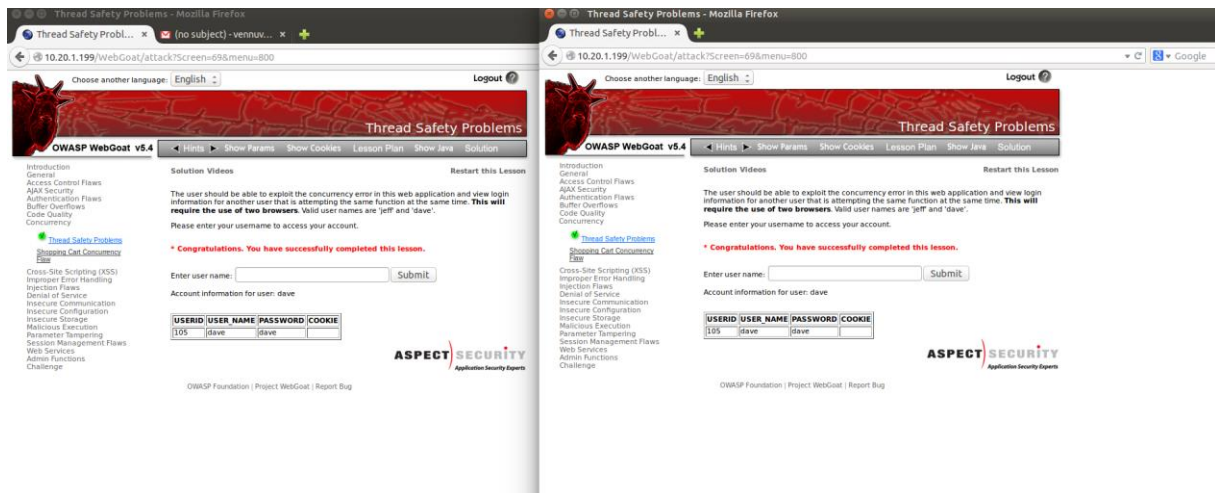 Thread Safety Problems - Mozilla Firefox
Thread Safety Probl... × (no subject) - vennuv... ×
10.20.1.199/WebGoat/attack?Screen=69&menu=800
Choose another language: English Logout ?
Thread Safety Problems
OWASP WebGoat v5.4 Hints Show Params Show Cookies Lesson Plan Show Java Solution
Introduction
General
Access Control Flaws
AJAX Security
Authentication Flaws
Buffer Overflows
Code Quality
Concurrency
Thread Safety Problems
Shopping Cart Concurrency
Flaw
Cross-Site Scripting (XSS)
Improper Error Handling
Injection Flaws
Denial of Service
Insecure Communication
Insecure Configuration
Insecure Storage
Malicious Execution
Parameter Tampering
Session Management Flaws
Web Services
Admin Functions
Challenge
Solution Videos Restart this Lesson
The user should be able to exploit the concurrency error in this web application and view login
information for another user that is attempting the same function at the same time. This will
require the use of two browsers. Valid user names are 'jeff' and 'dave'.
Please enter your username to access your account.
* Congratulations. You have successfully completed this lesson.
Enter user name: Submit
Account information for user: dave
USERID USER_NAME PASSWORD COOKIE
105 dave dave
ASPECT SECURITY
Application Security Experts
OWASP Foundation | Project WebGoat | Report Bug
Thread Safety Problems - Mozilla Firefox
Thread Safety Probl... ×
10.20.1.199/WebGoat/attack?Screen=69&menu=800 Google
Choose another language: English Logout ?
Thread Safety Problems
OWASP WebGoat v5.4 Hints Show Params Show Cookies Lesson Plan Show Java Solution
Introduction
General
Access Control Flaws
AJAX Security
Authentication Flaws
Buffer Overflows
Code Quality
Concurrency
Thread Safety Problems
Shopping Cart Concurrency
Flaw
Cross-Site Scripting (XSS)
Improper Error Handling
Injection Flaws
Denial of Service
Insecure Communication
Insecure Configuration
Insecure Storage
Malicious Execution
Parameter Tampering
Session Management Flaws
Web Services
Admin Functions
Challenge
Solution Videos Restart this Lesson
The user should be able to exploit the concurrency error in this web application and view login
information for another user that is attempting the same function at the same time. This will
require the use of two browsers. Valid user names are 'jeff' and 'dave'.
Please enter your username to access your account.
* Congratulations. You have successfully completed this lesson.
Enter user name: Submit
Account information for user: dave
USERID USER_NAME PASSWORD COOKIE
105 dave dave
ASPECT SECURITY
Application Security Experts
OWASP Foundation | Project WebGoat | Report Bug